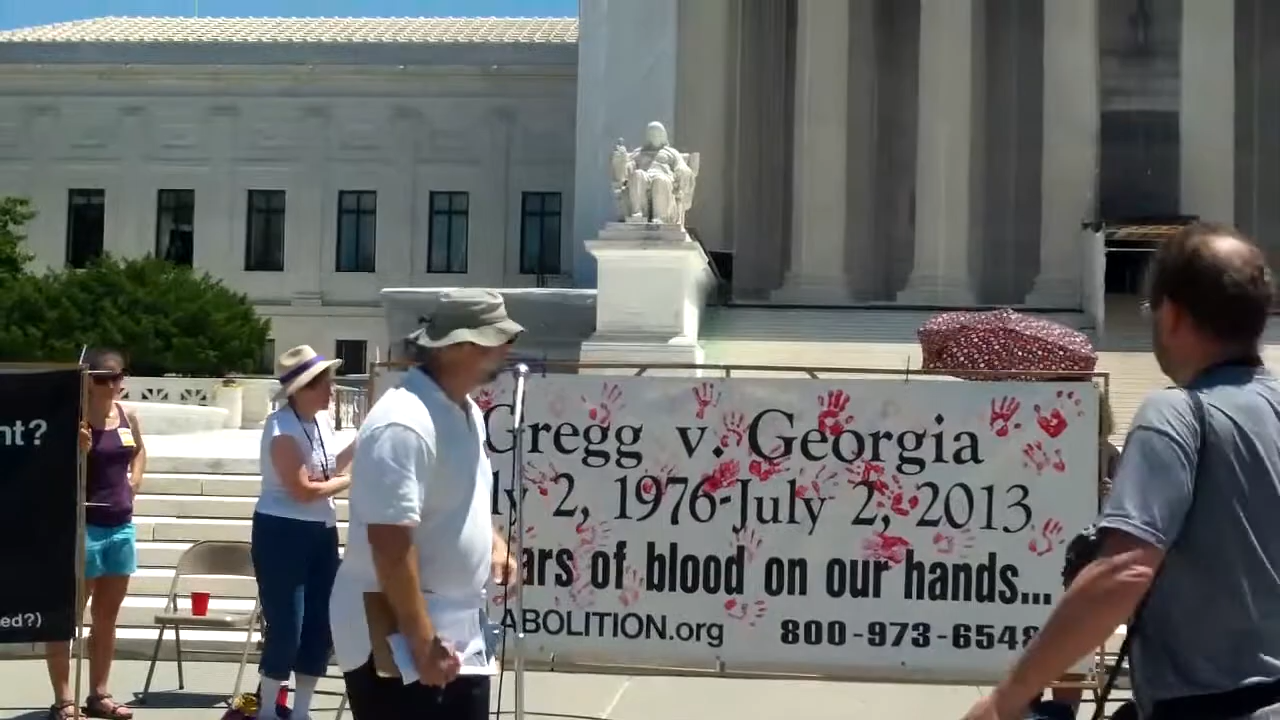 nt?
ed?)
Gregg v. Georgia
ly 2, 1976-July 2, 2013
ars of blood on our hands...
ABOLITION.org 800-973-6548